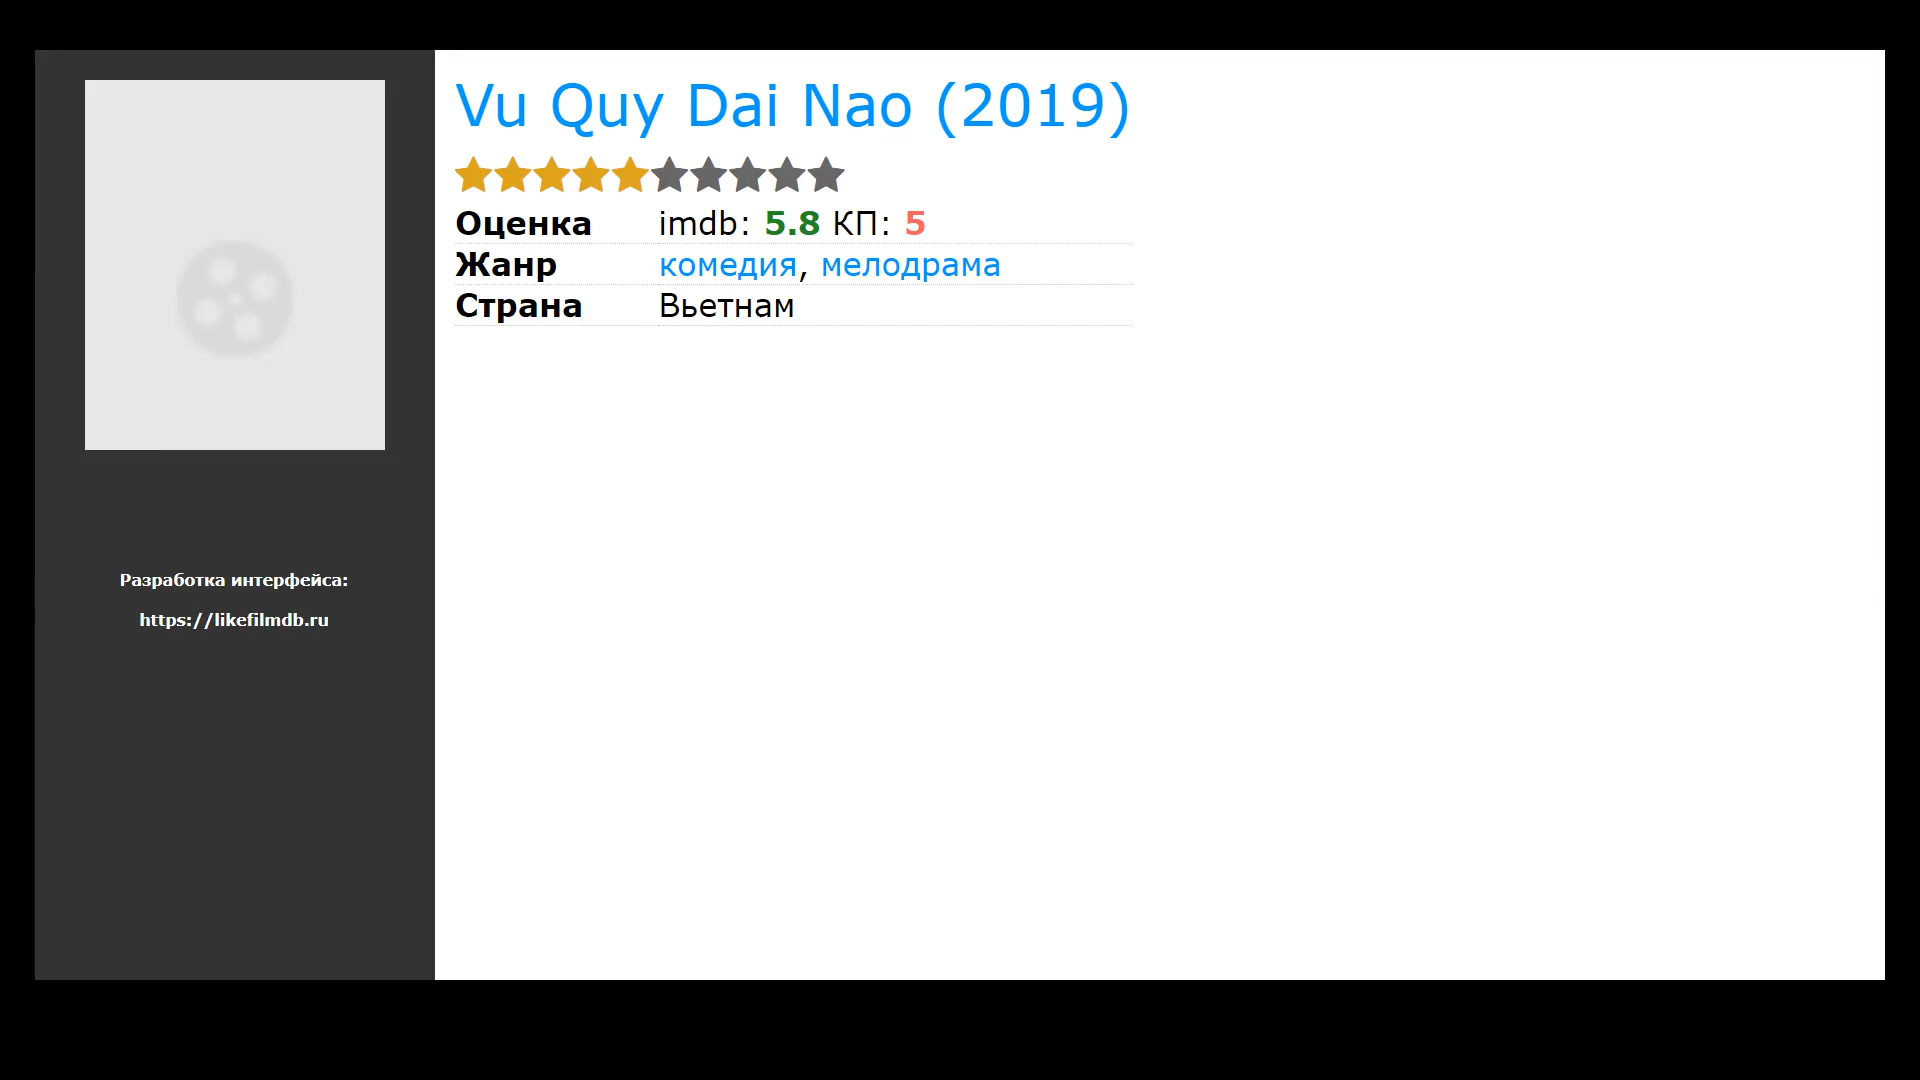 Vu Quy Dai Nao (2019)
Оценка imdb: 5.8 КП: 5
Жанр комедия, мелодрама
Страна Вьетнам
Разработка интерфейса:
https://likefilmdb.ru